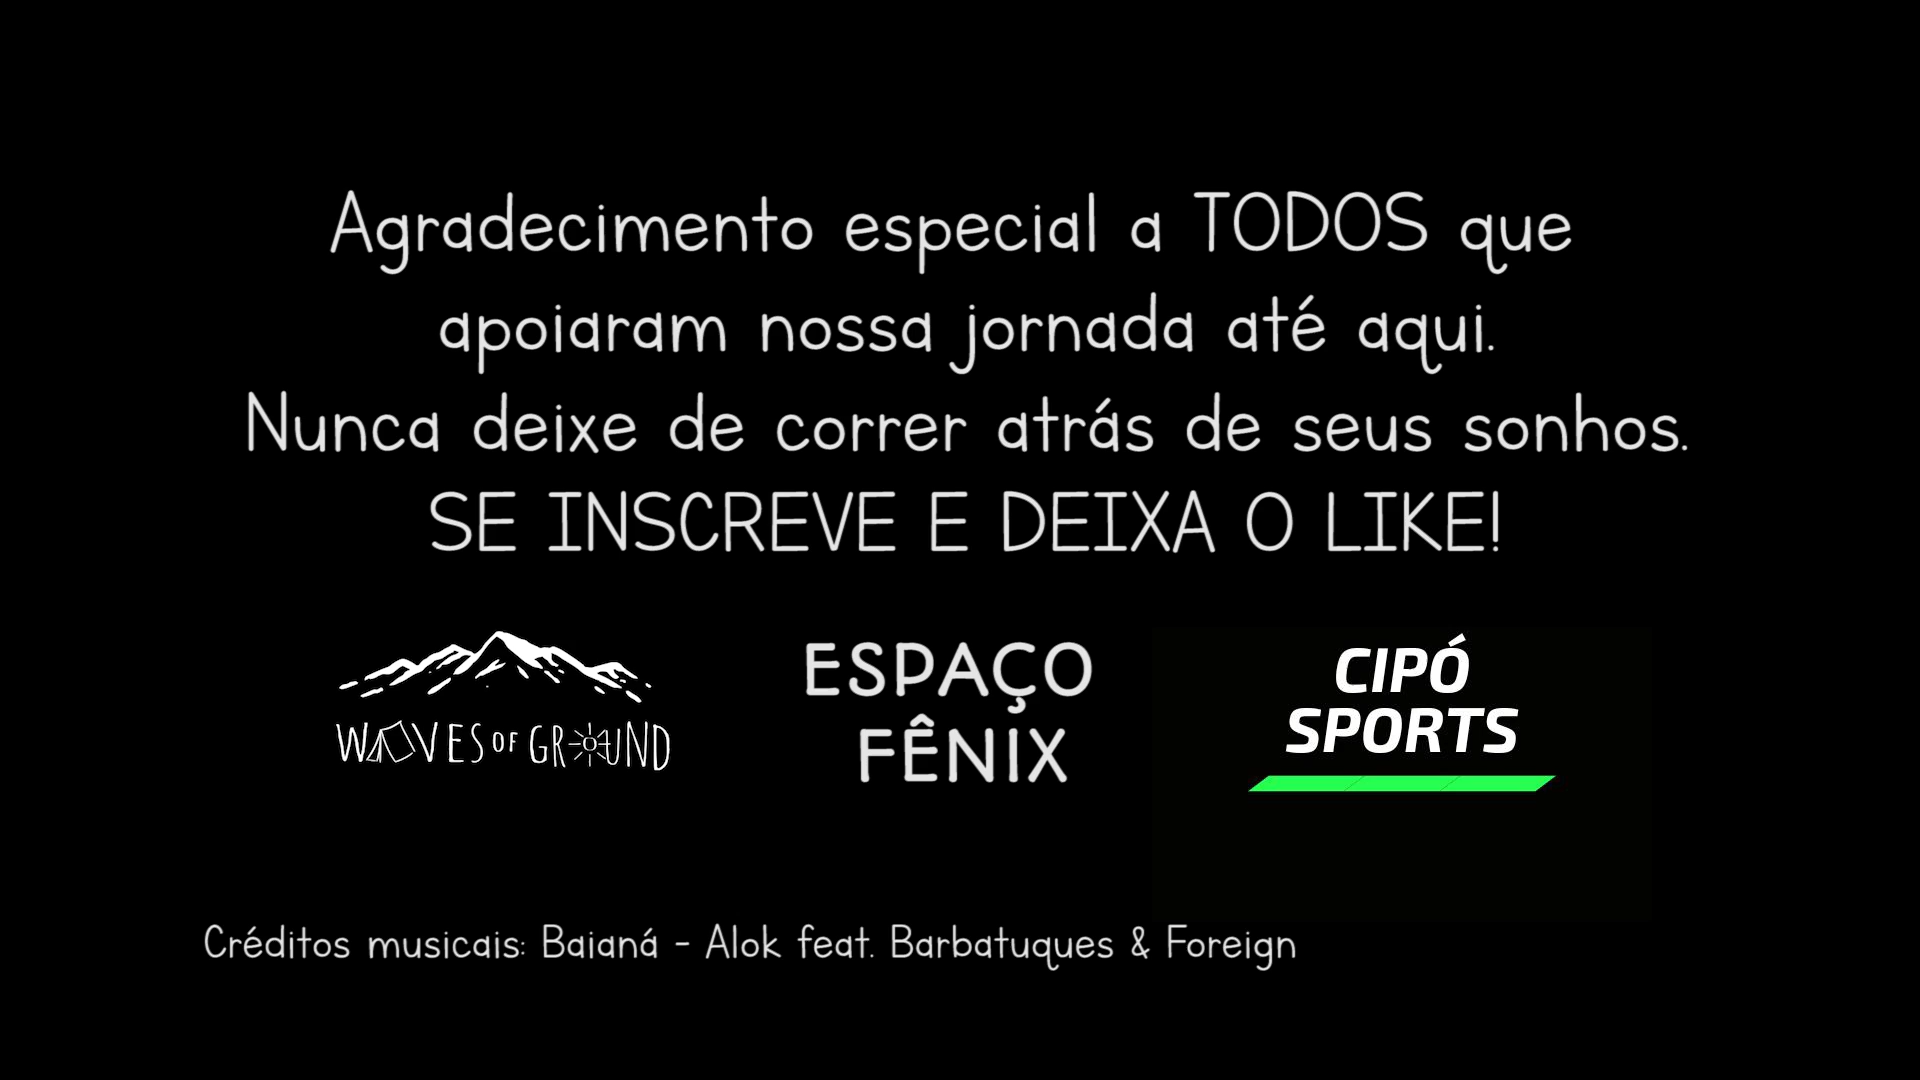 Agradecimento especial a TODOS que
apoiaram nossa jornada até aqui.
Nunca deixe de correr atrás de seus sonhos.
SE INSCREVE E DEIXA O LIKE!
WAVES OF GROUND
ESPAÇO
FÊNIX
CIPÓ
SPORTS
Créditos musicais: Baianá - Alok feat. Barbatuques & Foreign